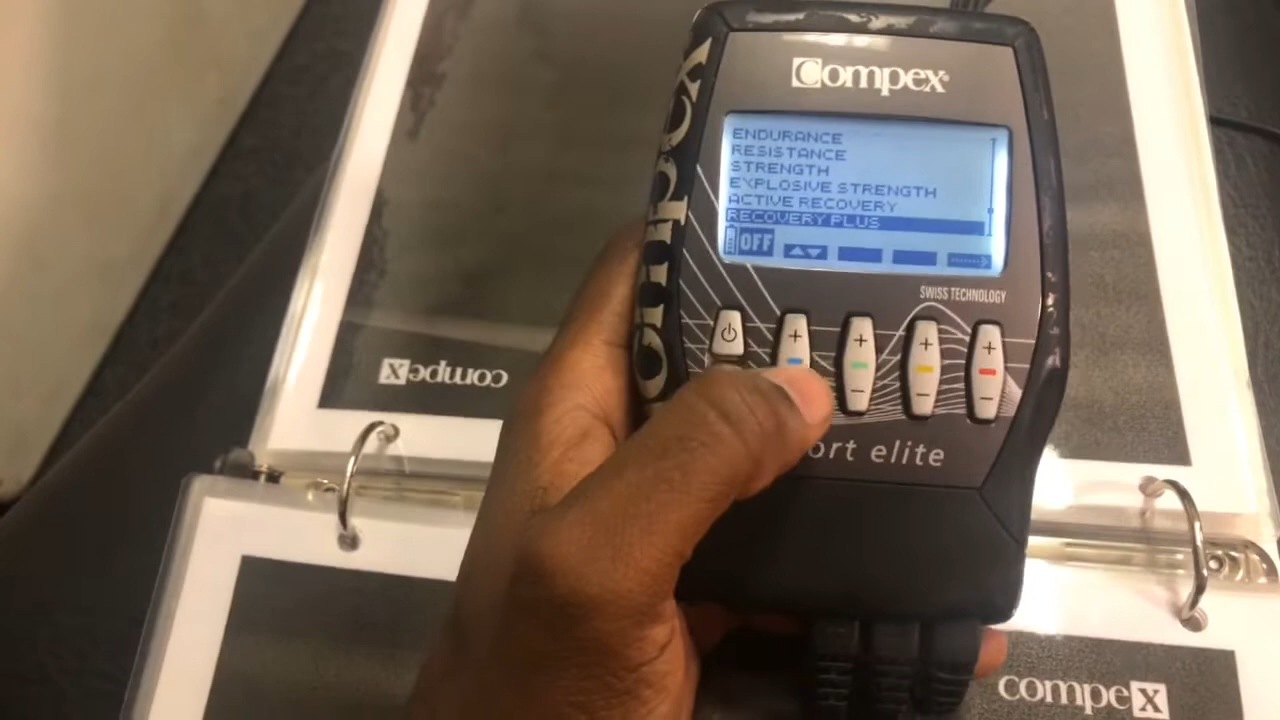 Compex
ENDURANCE
RESISTANCE
STRENGTH
EXPLOSIVE STRENGTH
ACTIVE RECOVERY
RECOVERY PLUS
OFF
SWISS TECHNOLOGY
+ + + +
- - -
ort elite
compex
compex
compex